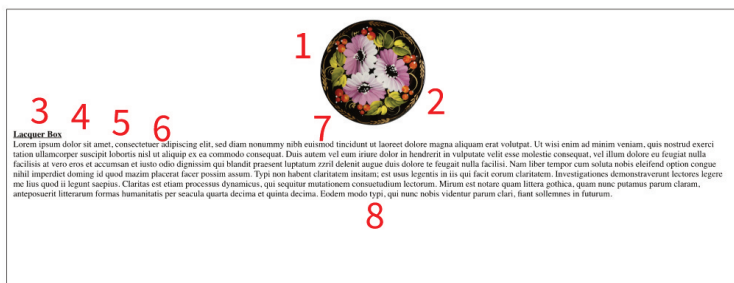 1
2
3
4
5
6
7
Lacquer Box
Lorem ipsum dolor sit amet, consectetuer adipiscing elit, sed diam nonummy nibh euismod tincidunt ut laoreet dolore magna aliquam erat volutpat. Ut wisi enim ad minim veniam, quis nostrud exerci
tation ullamcorper suscipit lobortis nisl ut aliquip ex ea commodo consequat. Duis autem vel eum iriure dolor in hendrerit in vulputate velit esse molestie consequat, vel illum dolore eu feugiat nulla
facilisis at vero eros et accumsan et iusto odio dignissim qui blandit praesent luptatum zzril delenit augue duis dolore te feugait nulla facilisi. Nam liber tempor cum soluta nobis eleifend option congue
nihil imperdiet doming id quod mazim placerat facer possim assum. Typi non habent claritatem insitam; est usus legentis in iis qui facit eorum claritatem. Investigationes demonstraverunt lectores legere
me lius quod ii legunt saepius. Claritas est etiam processus dynamicus, qui sequitur mutationem consuetudium lectorum. Mirum est notare quam littera gothica, quam nunc putamus parum claram,
anteposuerit litterarum formas humanitatis per seacula quarta decima et quinta decima. Eodem modo typi, qui nunc nobis videntur parum clari, fiant sollemnes in futurum.
8